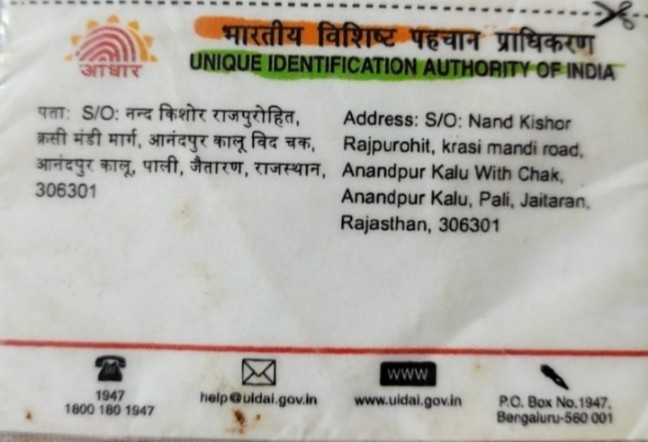 भारतीय विशिष्ट पहचान प्राधिकरण
UNIQUE IDENTIFICATION AUTHORITY OF INDIA
आधार
पता: S/O: नन्द किशोर राजपुरोहित,
क्रसी मंडी मार्ग, आनंदपुर कालू विद चक,
आनंदपुर कालू, पाली, जैतारण, राजस्थान,
306301
Address: S/O: Nand Kishor
Rajpurohit, krasi mandi road,
Anandpur Kalu With Chak,
Anandpur Kalu, Pali, Jaitaran,
Rajasthan, 306301
1947
1800 180 1947
help@uidai.gov.in
WWW
www.uidai.gov.in
P.O. Box No.1947,
Bengaluru-560 001